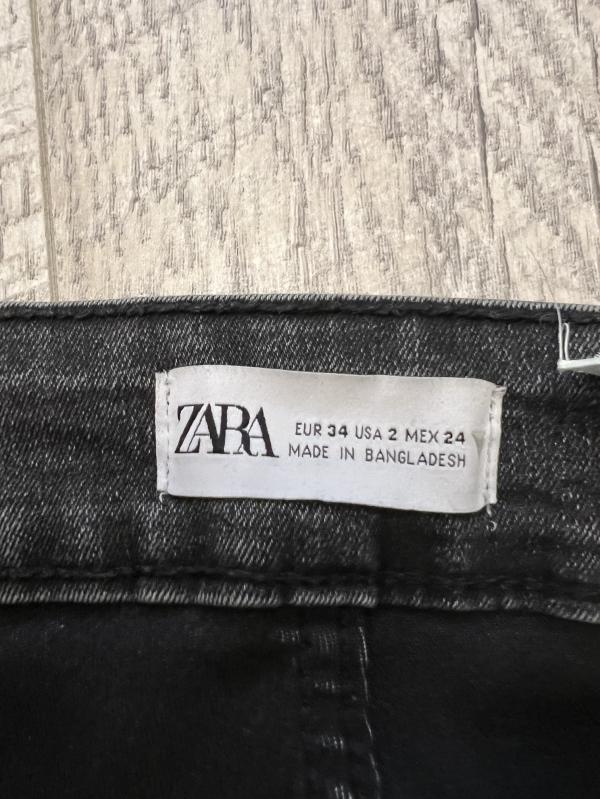 ZARA
EUR 34 USA 2 MEX 24
MADE IN BANGLADESH